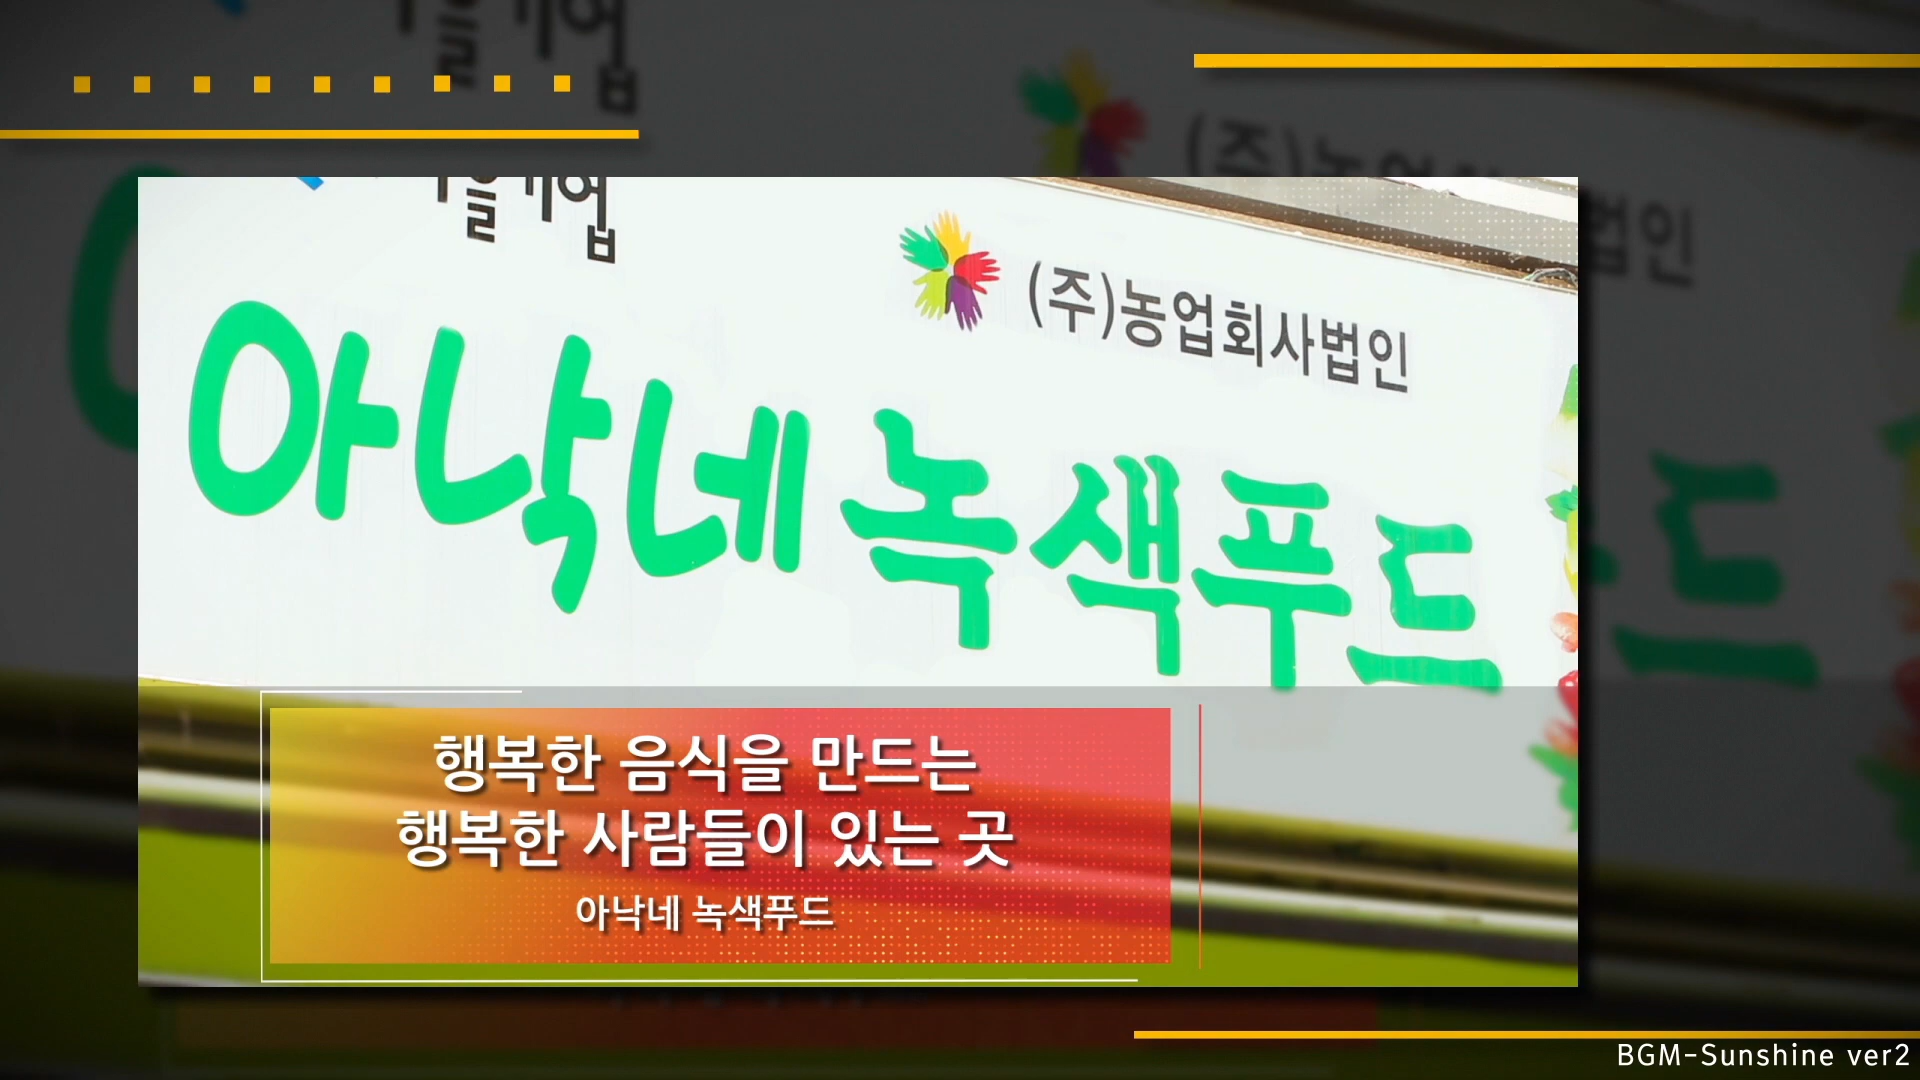 (주)농업회사법인
아낙네 녹색푸드
행복한 음식을 만드는
행복한 사람들이 있는 곳
아낙네 녹색푸드
BGM-Sunshine ver2